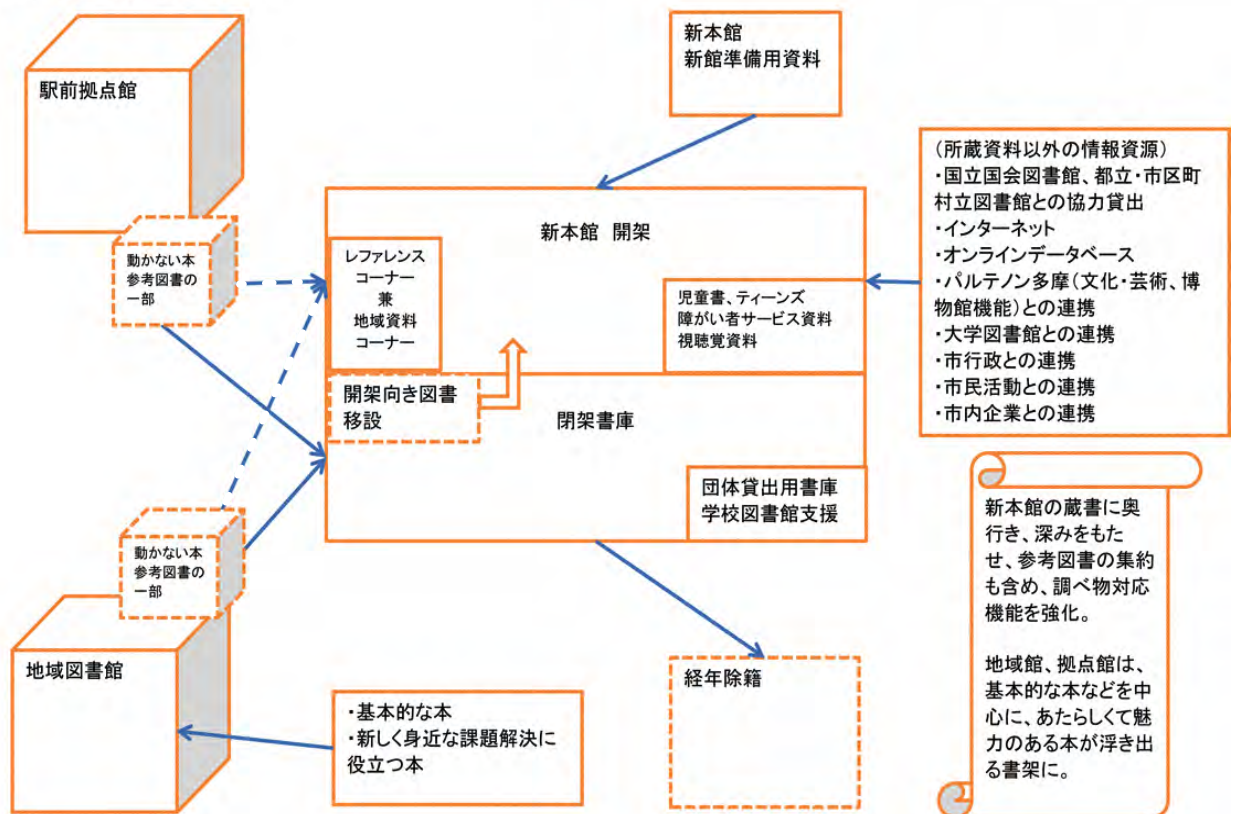 駅前拠点館
動かない本
参考図書の
一部
新本館
新館準備用資料
新本館 開架
レファレンス
コーナー
兼
地域資料
コーナー
児童書、ティーンズ
障がい者サービス資料
視聴覚資料
開架向き図書
移設
閉架書庫
団体貸出用書庫
学校図書館支援
(所蔵資料以外の情報資源)
・国立国会図書館、都立・市区町
村立図書館との協力貸出
・インターネット
・オンラインデータベース
・パルテノン多摩(文化・芸術、博
物館機能)との連携
・大学図書館との連携
・市行政との連携
・市民活動との連携
・市内企業との連携
動かない本
参考図書の
一部
地域図書館
・基本的な本
・新しく身近な課題解決に
役立つ本
経年除籍
新本館の蔵書に奥
行き、深みをもた
せ、参考図書の集約
も含め、調べ物対応
機能を強化。
地域館、拠点館は、
基本的な本などを中
心に、あたらしくて魅
力のある本が浮き出
る書架に。